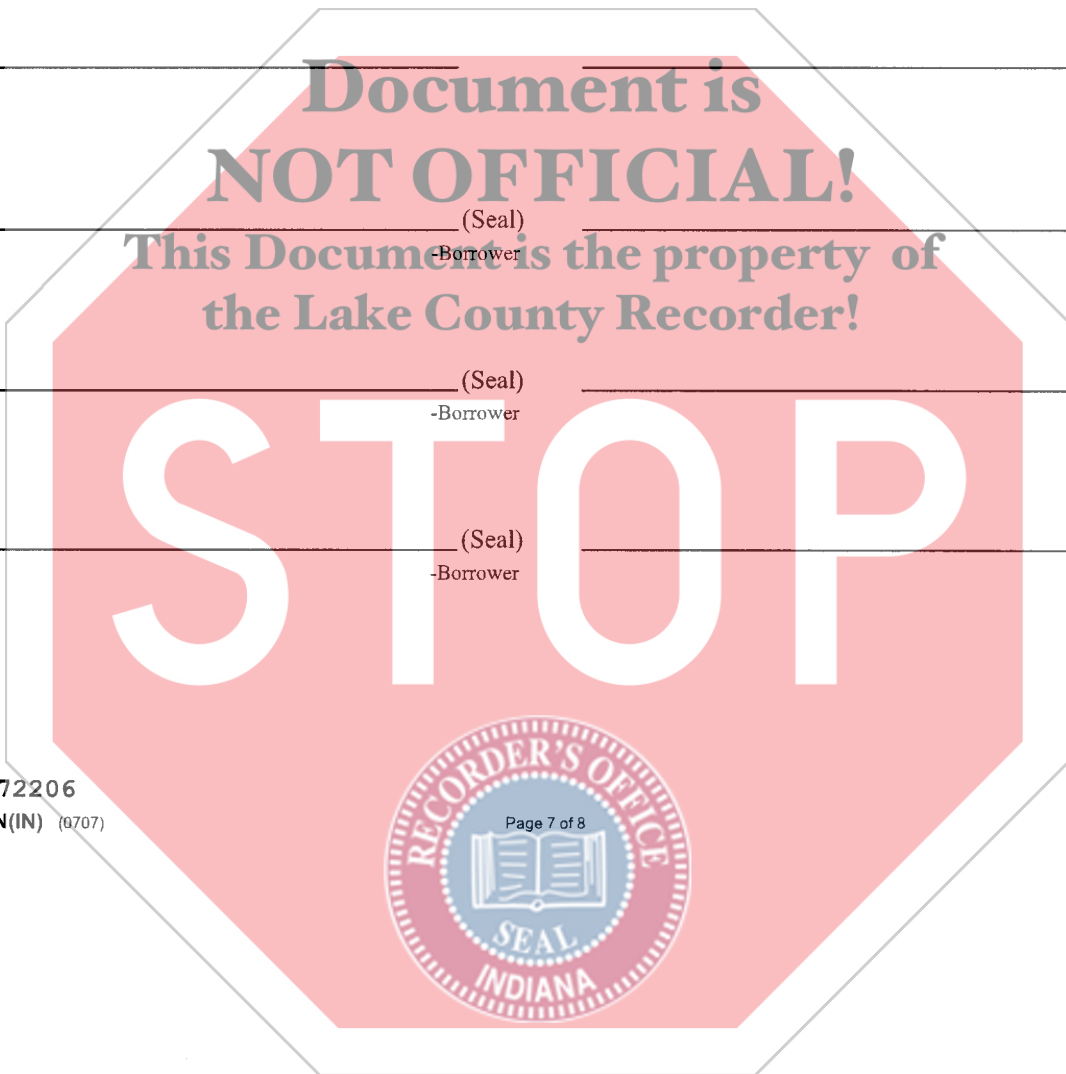 Document is
NOT OFFICIAL!
(Seal)
This Document is the property of
-Borrower
the Lake County Recorder!
(Seal)
-Borrower
STOP
(Seal)
-Borrower
72206
(IN) (0707)
Page 7 of 8
RECORDER'S OFFICE
SEAL
INDIANA